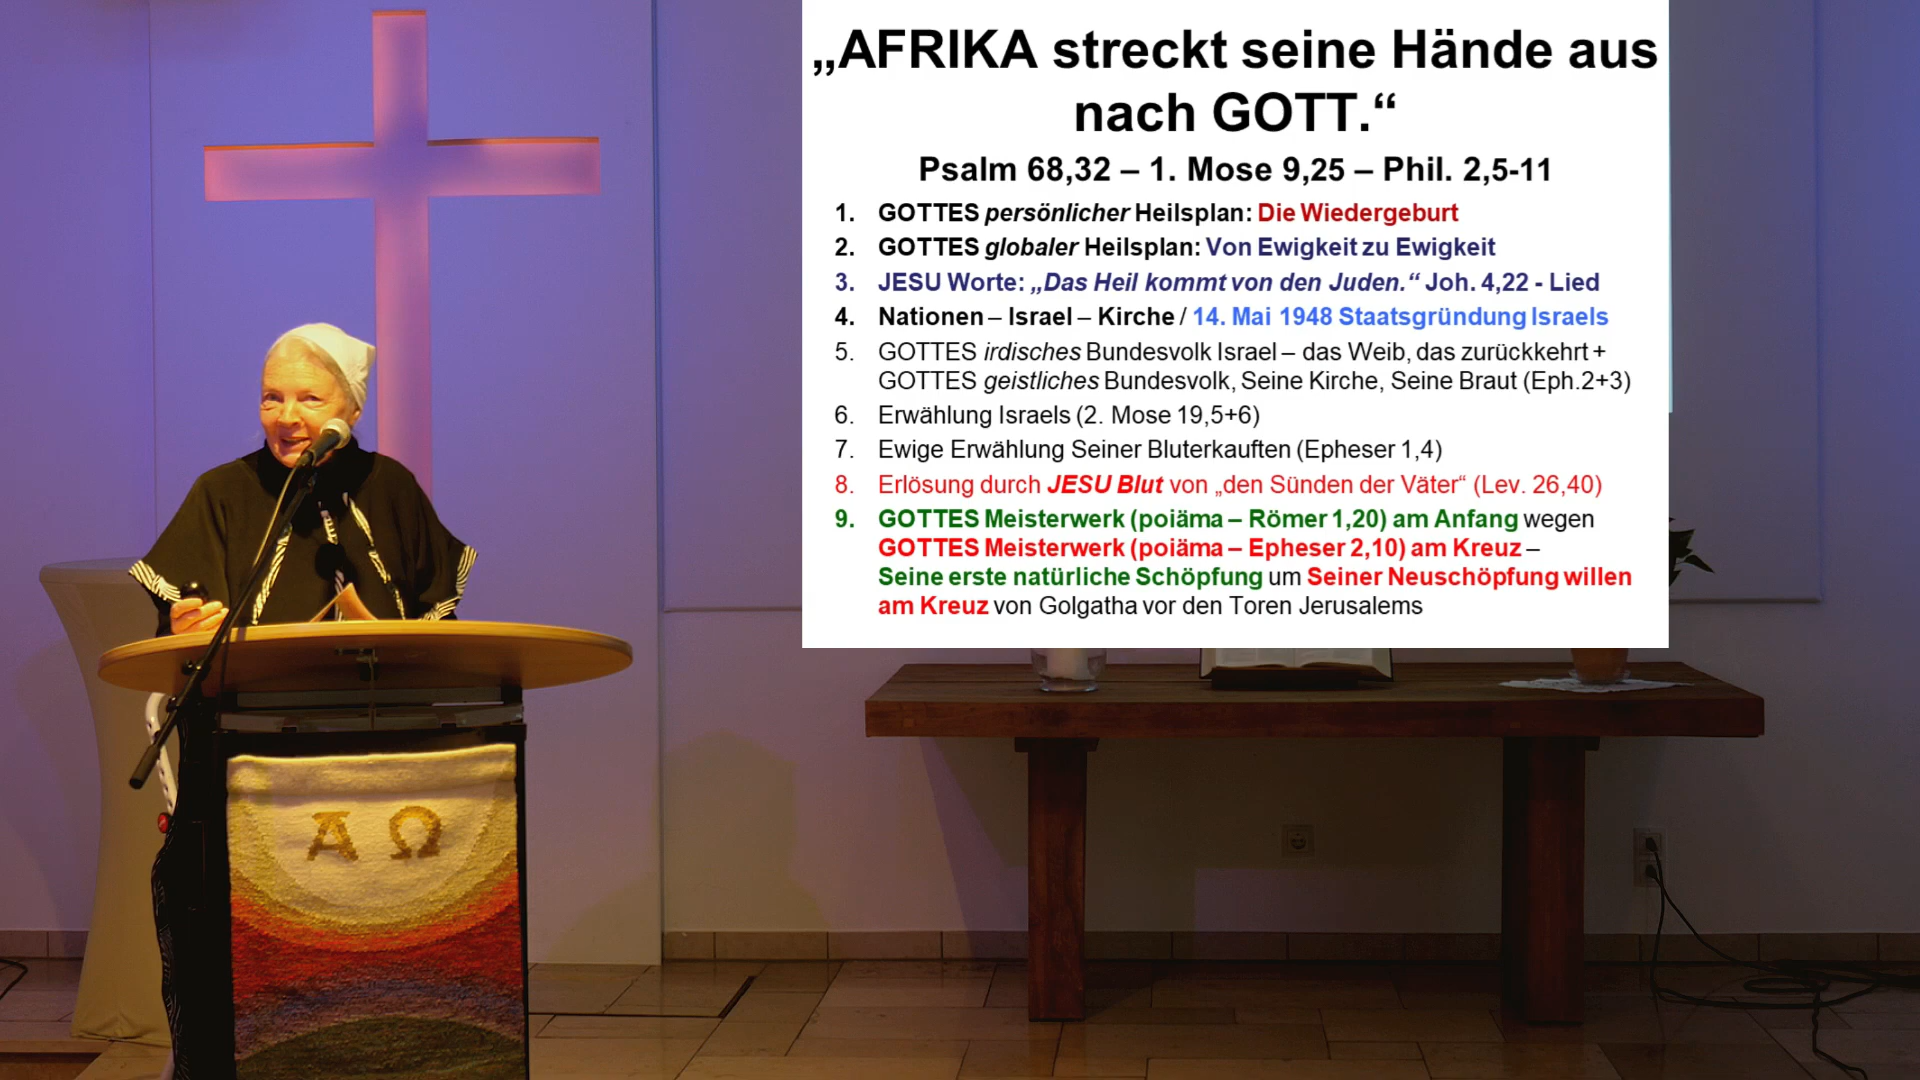 „AFRIKA streckt seine Hände aus
nach GOTT.“
Psalm 68,32 – 1. Mose 9,25 – Phil. 2,5-11
1. GOTTES persönlicher Heilsplan: Die Wiedergeburt
2. GOTTES globaler Heilsplan: Von Ewigkeit zu Ewigkeit
3. JESU Worte: „Das Heil kommt von den Juden.“ Joh. 4,22 - Lied
4. Nationen – Israel – Kirche / 14. Mai 1948 Staatsgründung Israels
5. GOTTES irdisches Bundesvolk Israel – das Weib, das zurückkehrt +
GOTTES geistliches Bundesvolk, Seine Kirche, Seine Braut (Eph.2+3)
6. Erwählung Israels (2. Mose 19,5+6)
7. Ewige Erwählung Seiner Bluterkauften (Epheser 1,4)
8. Erlösung durch JESU Blut von „den Sünden der Väter“ (Lev. 26,40)
9. GOTTES Meisterwerk (poiäma – Römer 1,20) am Anfang wegen
GOTTES Meisterwerk (poiäma – Epheser 2,10) am Kreuz –
Seine erste natürliche Schöpfung um Seiner Neuschöpfung willen
am Kreuz von Golgatha vor den Toren Jerusalems
Α Ω